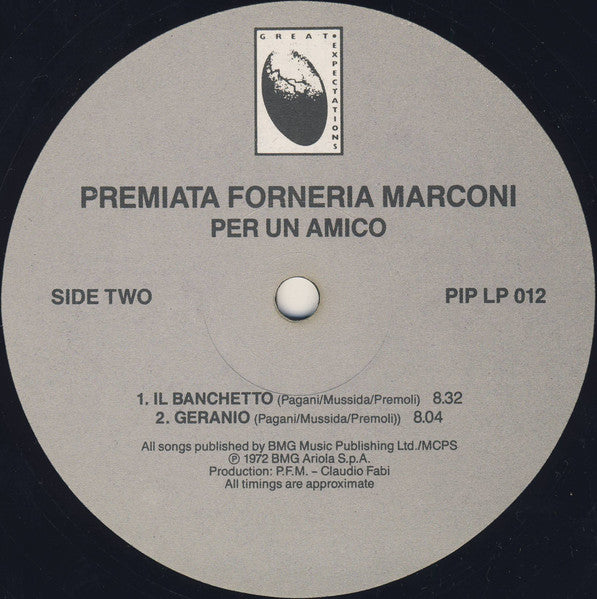 GREAT • EXPECTATIONS
PREMIATA FORNERIA MARCONI
PER UN AMICO
SIDE TWO
PIP LP 012
1. IL BANCHETTO (Pagani/Mussida/Premoli) 8.32
2. GERANIO (Pagani/Mussida/Premoli)) 8.04
All songs published by BMG Music Publishing Ltd./MCPS
℗ 1972 BMG Ariola S.p.A.
Production: P.F.M. – Claudio Fabi
All timings are approximate